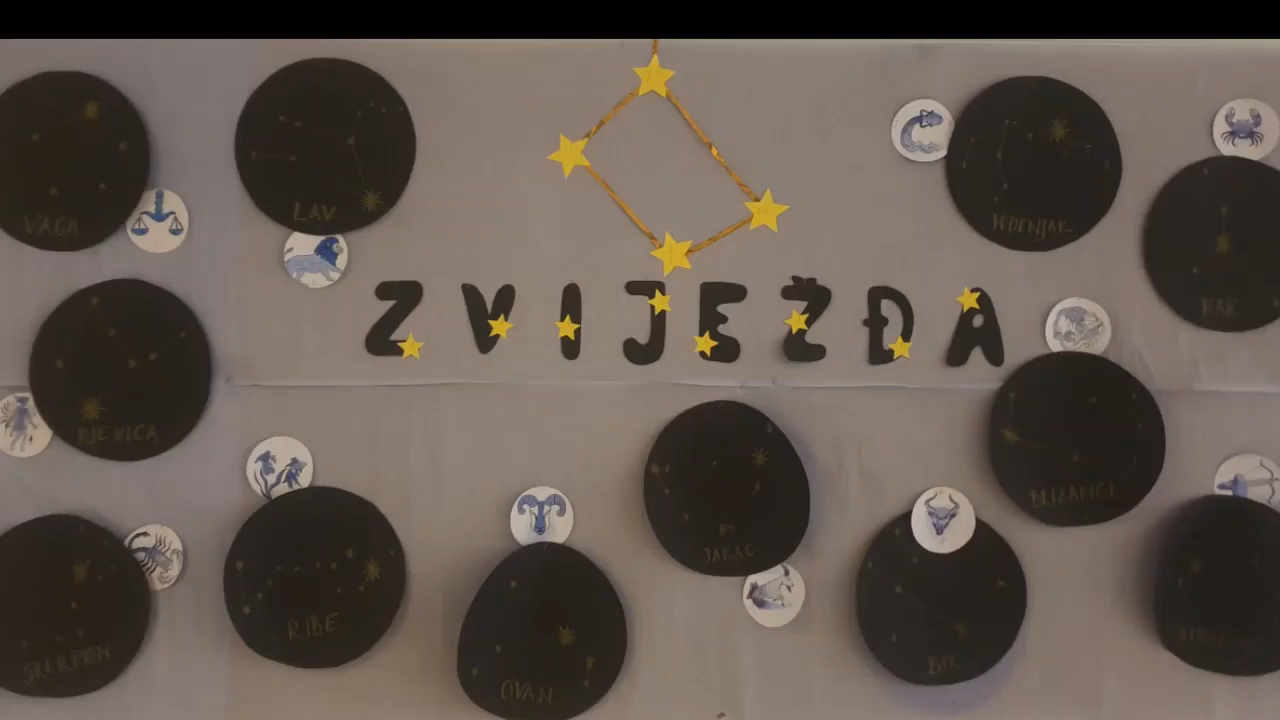 VAGA
LAV
VODENJAK
RAK
ZVIJEŽĐA
DJEVICA
BLIZANCI
JARAC
RIBE
BIK
ŠKORPION
OVAN